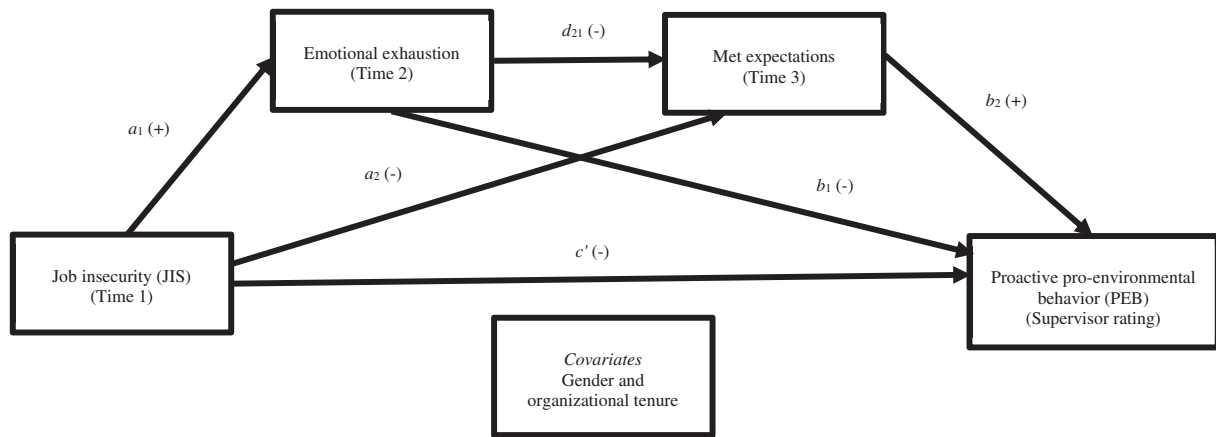 Emotional exhaustion
(Time 2)
d21 (-)
Met expectations
(Time 3)
a1 (+)
b2 (+)
a2 (-)
b1 (-)
Job insecurity (JIS)
(Time 1)
c' (-)
Proactive pro-environmental
behavior (PEB)
(Supervisor rating)
Covariates
Gender and
organizational tenure